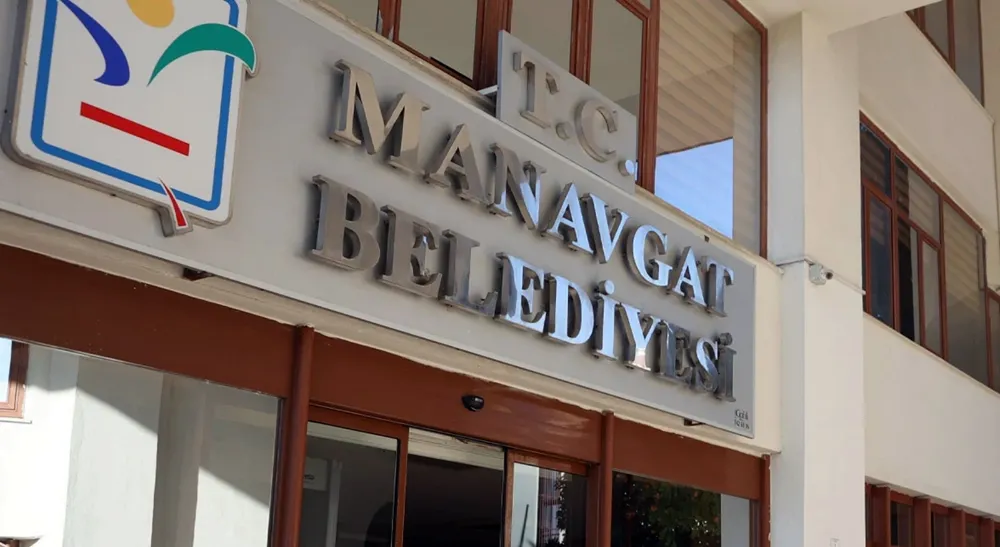 T.C.
MANAVGAT
BELEDİYESİ